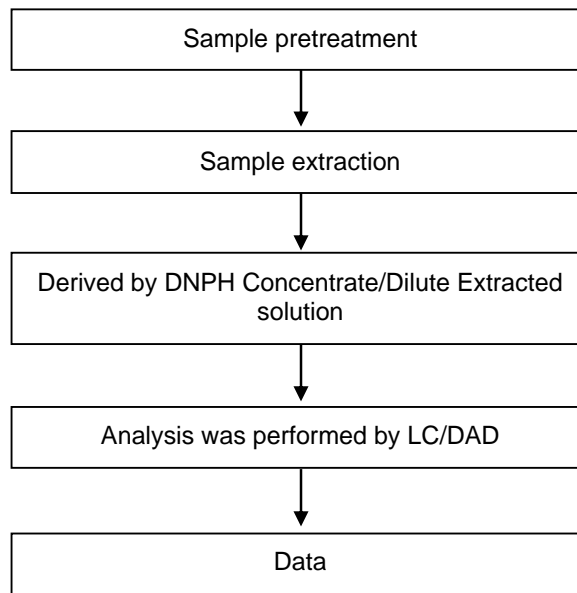 Sample pretreatment
Sample extraction
Derived by DNPH Concentrate/Dilute Extracted
solution
Analysis was performed by LC/DAD
Data